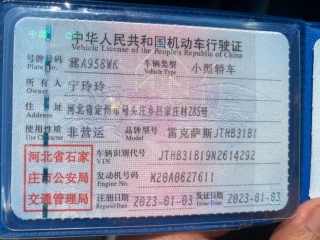 中华人民共和国机动车行驶证
Vehicle License of the People's Republic of China
号牌号码 冀A958WK 车辆类型 小型轿车
Plate No. Vehicle Type
所有人 宁玲玲
Owner
住址 河北省定州市号头庄乡吕家庄村285号
Address
使用性质 非营运 品牌型号 雷克萨斯JTHB31B1
Use Character Model
河北省石家 车辆识别代号 JTHB31B19N2614292
VIN
庄市公安局 发动机号码 M20A0627611
Engine No.
交通管理局 注册日期 2023-01-03 发证日期 2023-01-03
Register Date Issue Date